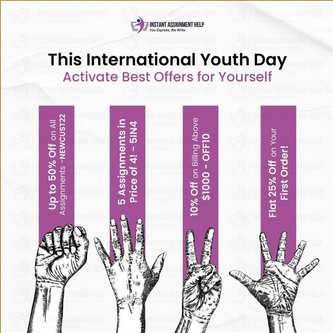 INSTANT ASSIGNMENT HELP
You Express, We Write
This International Youth Day
Activate Best Offers for Yourself
Up to 50% Off on All
Assignments - NEWCUST22
5 Assignments in
Price of 4! - 5IN4
10% Off on Billing Above
$1000 - OFF10
Flat 25% Off on Your
First Order!